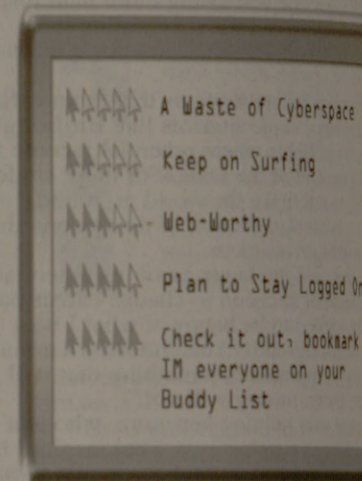 A Waste of Cyberspace
Keep on Surfing
Web-Worthy
Plan to Stay Logged On
Check it out, bookmark
IM everyone on your
Buddy List